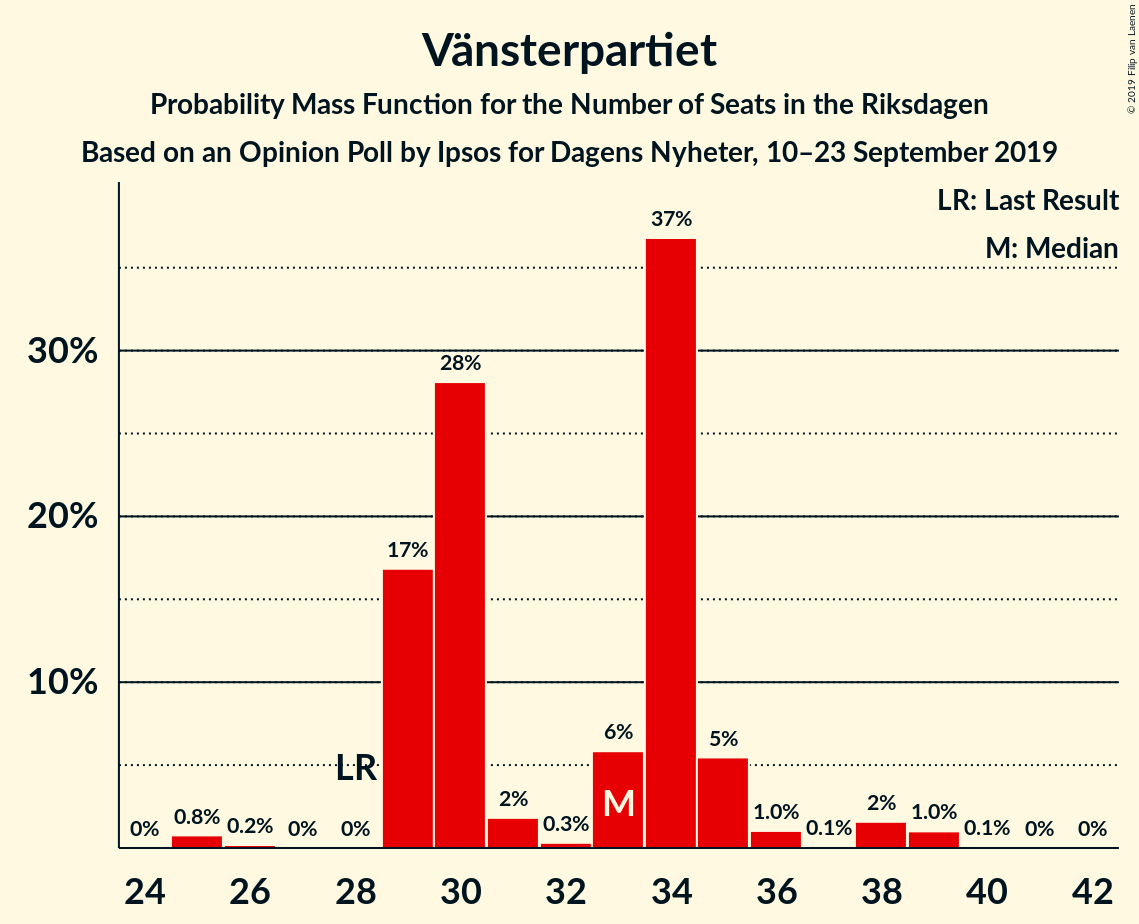 Vänsterpartiet
Probability Mass Function for the Number of Seats in the Riksdagen
Based on an Opinion Poll by Ipsos for Dagens Nyheter, 10–23 September 2019
© 2019 Filip van Laenen
LR: Last Result
M: Median
30%
20%
10%
0%
0.8%
0.2%
0%
0%
17%
28%
2%
0.3%
6%
37%
5%
1.0%
0.1%
2%
1.0%
0.1%
0%
0%
LR
M
24 26 28 30 32 34 36 38 40 42